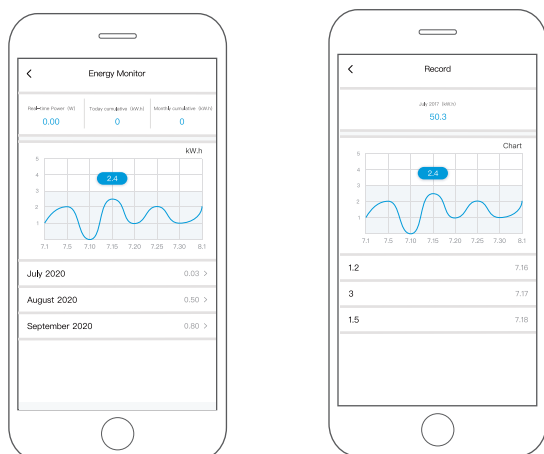 Energy Monitor
Real-time Power (W) Today cumulative (kW.h) Monthly cumulative (kW.h)
0.00 0 0
kW.h
5
4
3
2
1
2.4
7.1 7.5 7.10 7.15 7.20 7.25 7.30 8.1
July 2020 0.03 >
August 2020 0.50 >
September 2020 0.80 >
Record
July 2017 (kW.h)
50.3
Chart
5
4
3
2
1
2.4
7.1 7.5 7.10 7.15 7.20 7.25 7.30 8.1
1.2 7.16
3 7.17
1.5 7.18